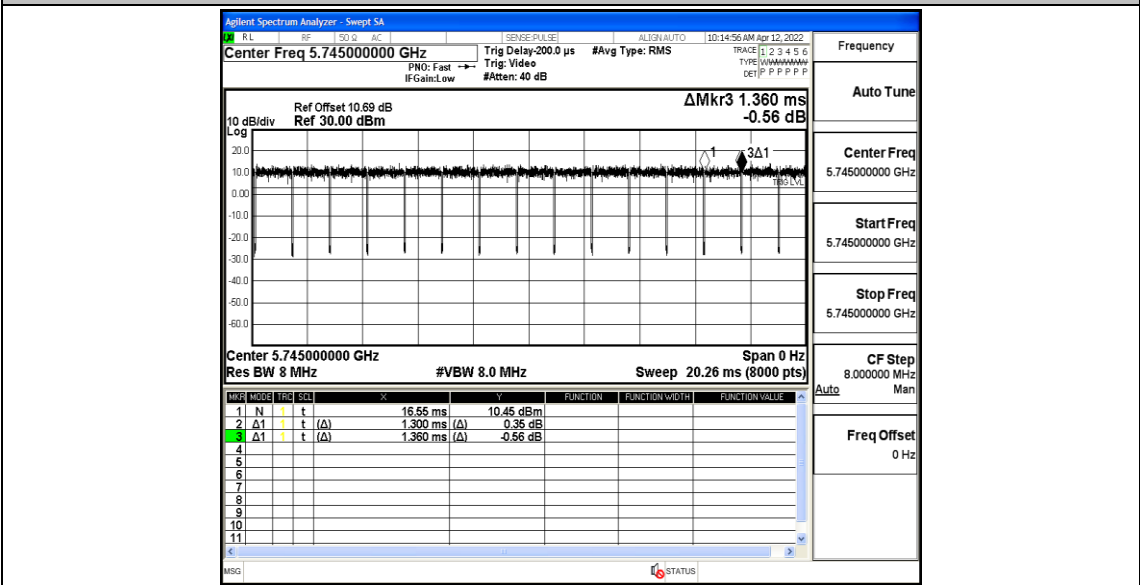 Agilent Spectrum Analyzer - Swept SA
LXI RL RF 50 Ω AC SENSE:PULSE ALIGNAUTO 10:14:56 AM Apr 12, 2022
Center Freq 5.745000000 GHz
PNO: Fast
IFGain:Low
Trig Delay-200.0 µs
Trig: Video
#Atten: 40 dB
#Avg Type: RMS
TRACE 1 2 3 4 5 6
TYPE WWWWWW
DET P P P P P P
Ref Offset 10.69 dB
10 dB/div Ref 30.00 dBm
Log
ΔMkr3 1.360 ms
-0.56 dB
20.0
10.0
0.00
-10.0
-20.0
-30.0
-40.0
-50.0
-60.0
1
3Δ1
TRIG LVL
Center 5.745000000 GHz Span 0 Hz
Res BW 8 MHz #VBW 8.0 MHz Sweep 20.26 ms (8000 pts)
MKR MODE TRC SCL X Y FUNCTION FUNCTION WIDTH FUNCTION VALUE
1 N 1 t 16.55 ms 10.45 dBm
2 Δ1 1 t (Δ) 1.300 ms (Δ) 0.35 dB
3 Δ1 1 t (Δ) 1.360 ms (Δ) -0.56 dB
4
5
6
7
8
9
10
11
MSG STATUS
Frequency
Auto Tune
Center Freq
5.745000000 GHz
Start Freq
5.745000000 GHz
Stop Freq
5.745000000 GHz
CF Step
8.000000 MHz
Auto Man
Freq Offset
0 Hz